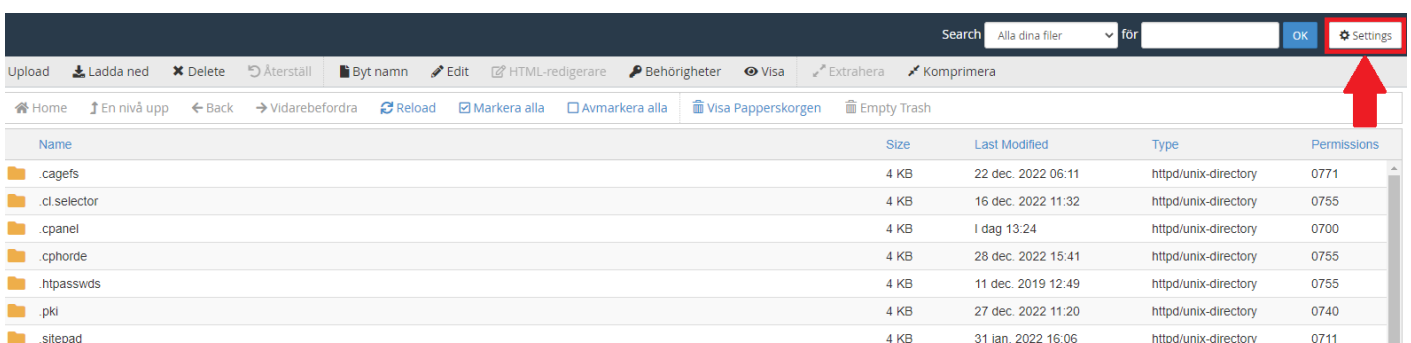 Search Alla dina filer för OK Settings
Upload Ladda ned Delete Återställ Byt namn Edit HTML-redigerare Behörigheter Visa Extrahera Komprimera
Home En nivå upp Back Vidarebefordra Reload Markera alla Avmarkera alla Visa Papperskorgen Empty Trash
Name Size Last Modified Type Permissions
.cagefs 4 KB 22 dec. 2022 06:11 httpd/unix-directory 0771
.cl.selector 4 KB 16 dec. 2022 11:32 httpd/unix-directory 0755
.cpanel 4 KB I dag 13:24 httpd/unix-directory 0700
.cphorde 4 KB 28 dec. 2022 15:41 httpd/unix-directory 0755
.htpasswds 4 KB 11 dec. 2019 12:49 httpd/unix-directory 0755
.pki 4 KB 27 dec. 2022 11:20 httpd/unix-directory 0740
.sitepad 4 KB 31 jan. 2022 16:06 httpd/unix-directory 0711